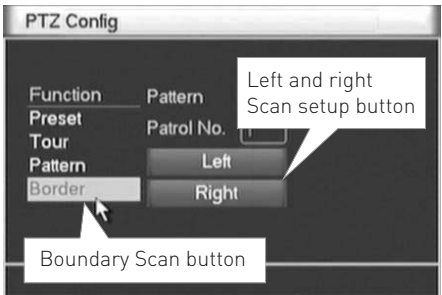 PTZ Config
Function
Preset
Tour
Pattern
Border
Pattern
Patrol No.
Left
Right
Left and right
Scan setup button
Boundary Scan button